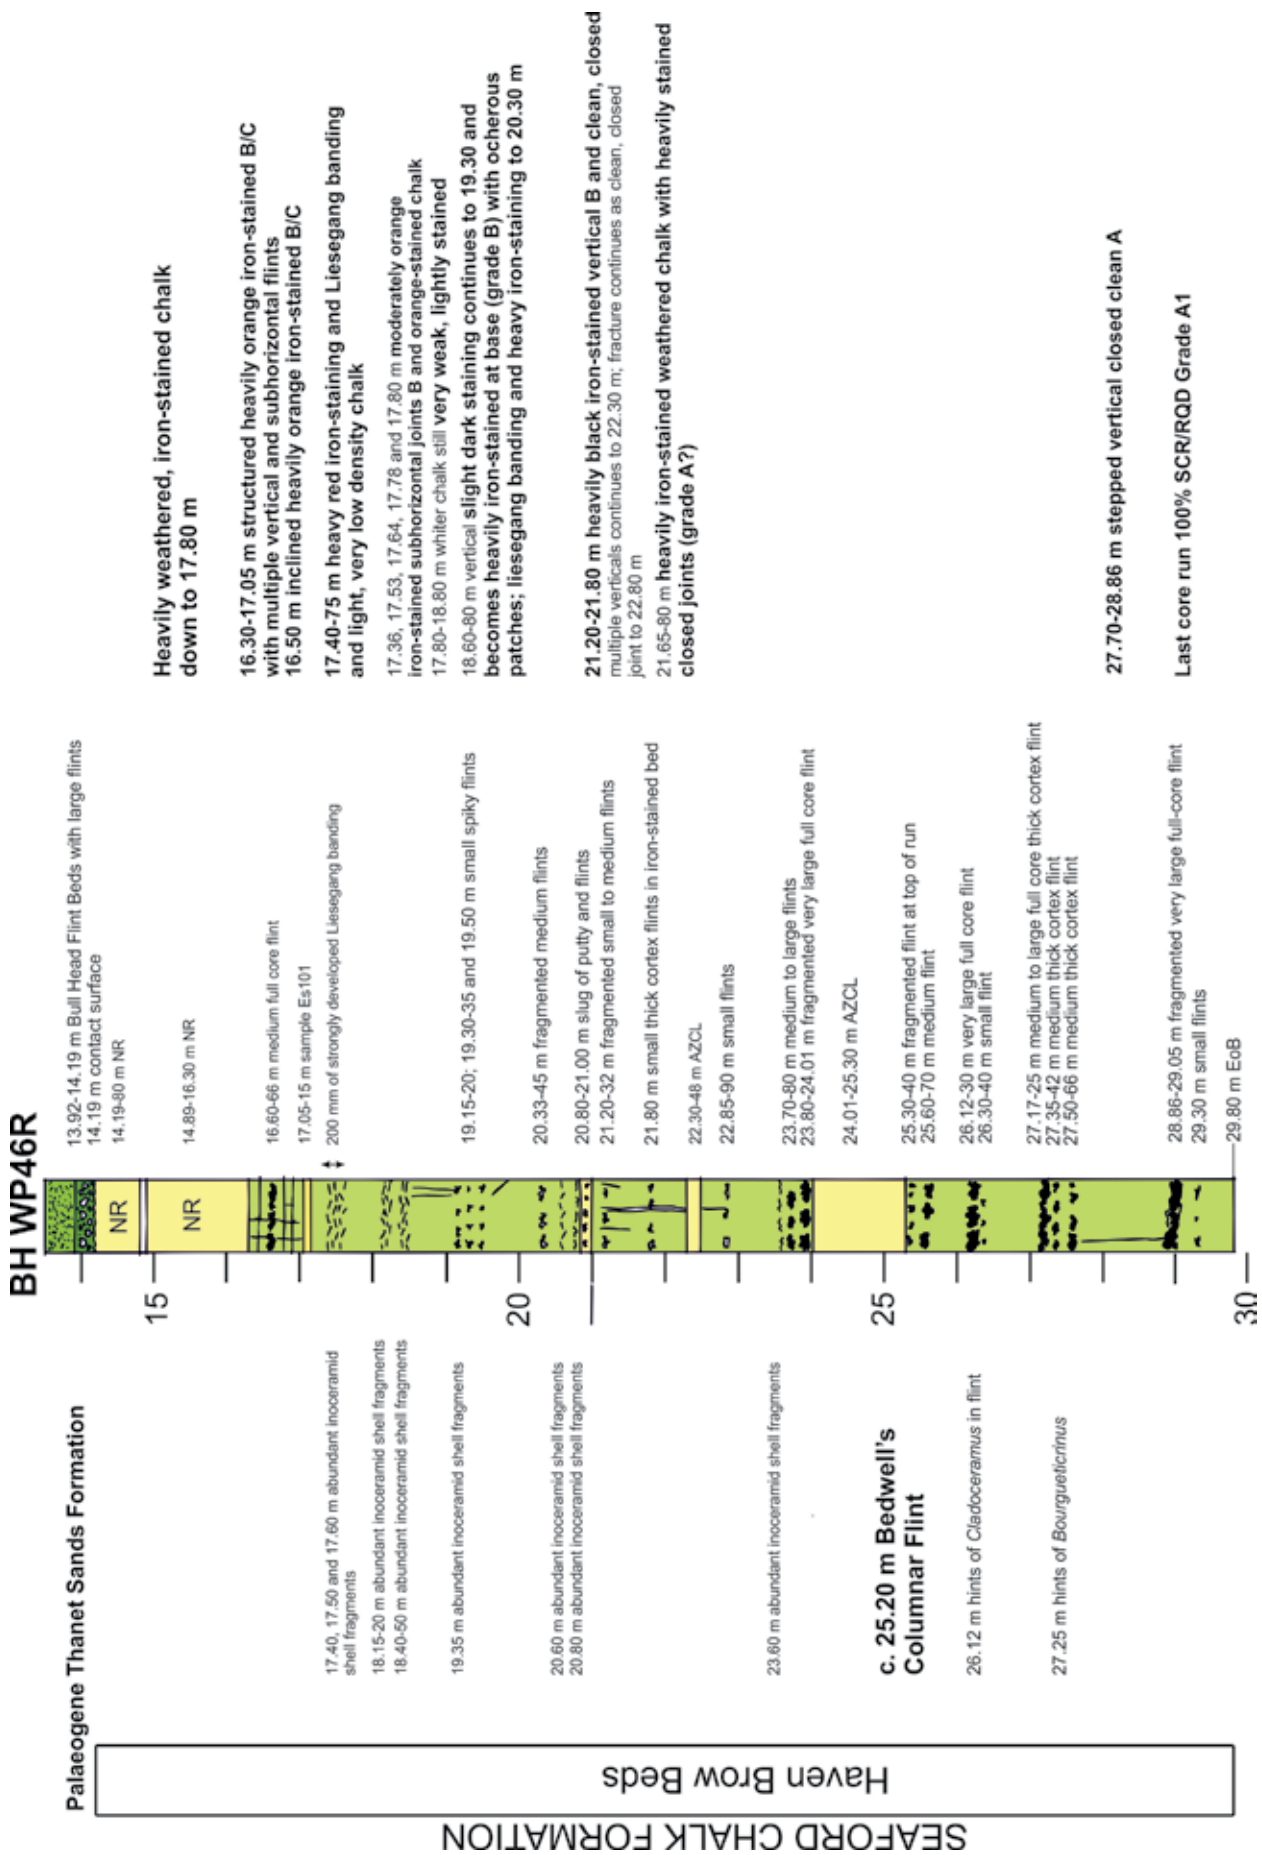 BH WP46R
Palaeogene Thanet Sands Formation
SEAFORD CHALK FORMATION
Haven Brow Beds
17.40, 17.50 and 17.60 m abundant inoceramid
shell fragments
18.15-20 m abundant inoceramid shell fragments
18.40-50 m abundant inoceramid shell fragments
19.35 m abundant inoceramid shell fragments
20.60 m abundant inoceramid shell fragments
20.80 m abundant inoceramid shell fragments
23.60 m abundant inoceramid shell fragments
c. 25.20 m Bedwell's
Columnar Flint
26.12 m hints of Cladoceramus in flint
27.25 m hints of Bourgueticrinus
15
20
25
30
NR
NR
13.92-14.19 m Bull Head Flint Beds with large flints
14.19 m contact surface
14.19-80 m NR
14.89-16.30 m NR
16.60-66 m medium full core flint
17.05-15 m sample Es101
200 mm of strongly developed Liesegang banding
19.15-20; 19.30-35 and 19.50 m small spiky flints
20.33-45 m fragmented medium flints
20.80-21.00 m slug of putty and flints
21.20-32 m fragmented small to medium flints
21.80 m small thick cortex flints in iron-stained bed
22.30-48 m AZCL
22.85-90 m small flints
23.70-80 m medium to large flints
23.80-24.01 m fragmented very large full core flint
24.01-25.30 m AZCL
25.30-40 m fragmented flint at top of run
25.60-70 m medium flint
26.12-30 m very large full core flint
26.30-40 m small flint
27.17-25 m medium to large full core thick cortex flint
27.35-42 m medium thick cortex flint
27.50-66 m medium thick cortex flint
28.86-29.05 m fragmented very large full-core flint
29.30 m small flints
29.80 m EoB
Heavily weathered, iron-stained chalk
down to 17.80 m
16.30-17.05 m structured heavily orange iron-stained B/C
with multiple vertical and subhorizontal flints
16.50 m inclined heavily orange iron-stained B/C
17.40-75 m heavy red iron-staining and Liesegang banding
and light, very low density chalk
17.36, 17.53, 17.64, 17.78 and 17.80 m moderately orange
iron-stained subhorizontal joints B and orange-stained chalk
17.80-18.80 m whiter chalk still very weak, lightly stained
18.60-80 m vertical slight dark staining continues to 19.30 and
becomes heavily iron-stained at base (grade B) with ocherous
patches; liesegang banding and heavy iron-staining to 20.30 m
21.20-21.80 m heavily black iron-stained vertical B and clean, closed
multiple verticals continues to 22.30 m; fracture continues as clean, closed
joint to 22.80 m
21.65-80 m heavily iron-stained weathered chalk with heavily stained
closed joints (grade A?)
27.70-28.86 m stepped vertical closed clean A
Last core run 100% SCR/RQD Grade A1